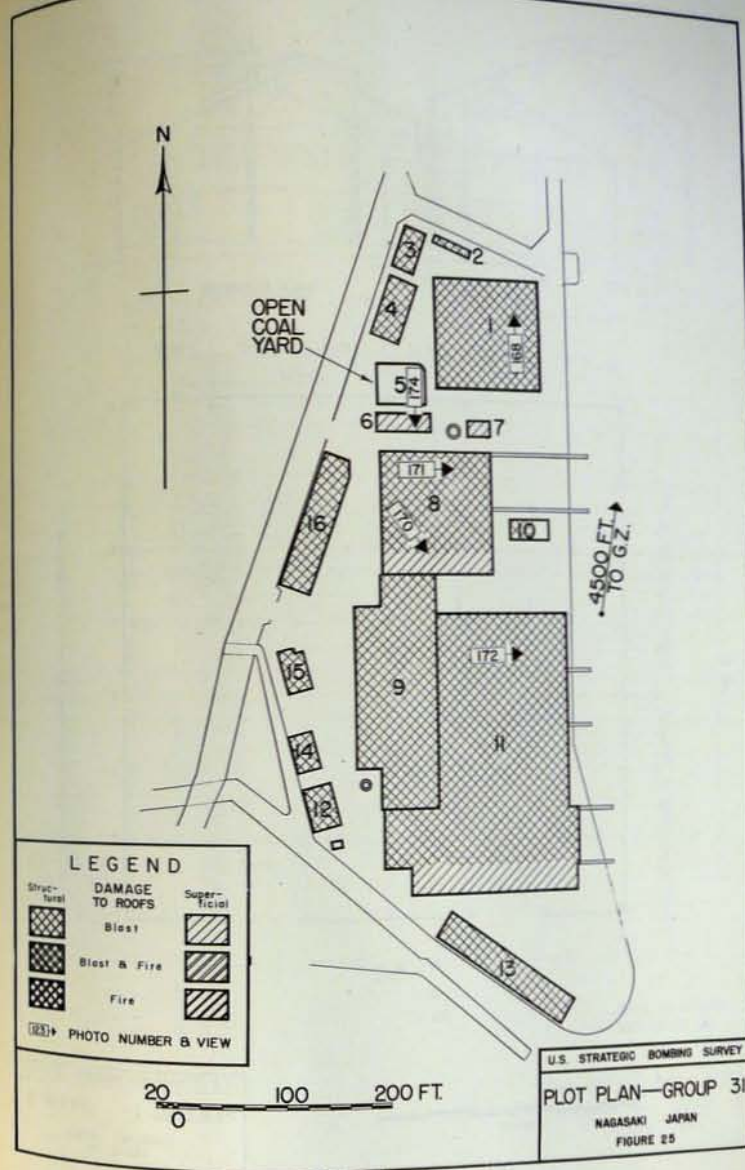 N
3
2
4
1
168
OPEN
COAL
YARD
5
174
6
7
171
8
170
10
16
4500 FT.
TO G.Z.
15
9
172
11
14
12
13
LEGEND
Struc-
tural
DAMAGE
TO ROOFS
Super-
ficial
Blast
Blast & Fire
Fire
123 PHOTO NUMBER & VIEW
20 0 100 200 FT.
U.S. STRATEGIC BOMBING SURVEY
PLOT PLAN—GROUP
NAGASAKI JAPAN
FIGURE 25